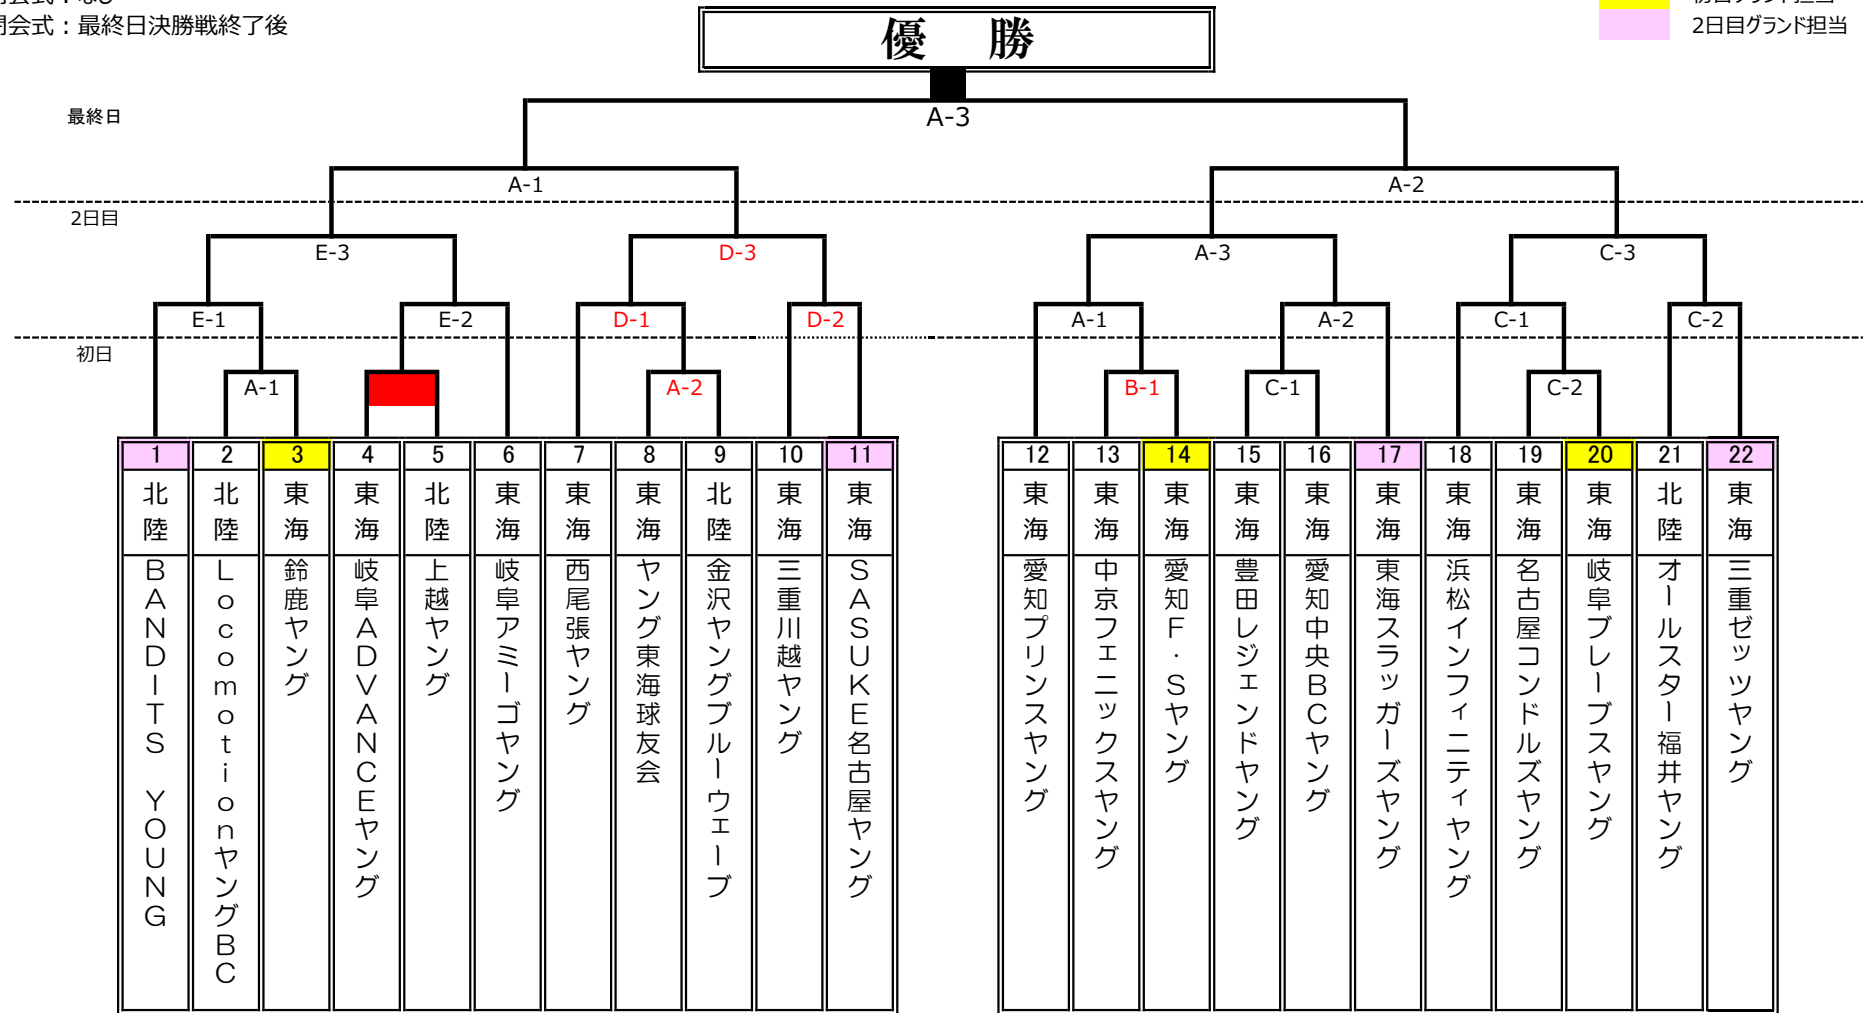 閉会式：最終日決勝戦終了後
2日目グランド担当
優　勝
最終日
A-3
A-1
A-2
2日目
E-3
D-3
A-3
C-3
E-1
E-2
D-1
D-2
A-1
A-2
C-1
C-2
初日
A-1
A-2
B-1
C-1
C-2
1
北陸
BANDITS YOUNG
2
北陸
LocomotionヤングBC
3
東海
鈴鹿ヤング
4
東海
岐阜ADVANCEヤング
5
北陸
上越ヤング
6
東海
岐阜アミーゴヤング
7
東海
西尾張ヤング
8
東海
ヤング東海球友会
9
北陸
金沢ヤングブルーウェーブ
10
東海
三重川越ヤング
11
東海
SASUKE名古屋ヤング
12
東海
愛知プリンスヤング
13
東海
中京フェニックスヤング
14
東海
愛知F・Sヤング
15
東海
豊田レジェンドヤング
16
東海
愛知中央BCヤング
17
東海
東海スラッガーズヤング
18
東海
浜松インフィニティヤング
19
東海
名古屋コンドルズヤング
20
東海
岐阜ブレーブスヤング
21
北陸
オールスター福井ヤング
22
東海
三重ゼッツヤング